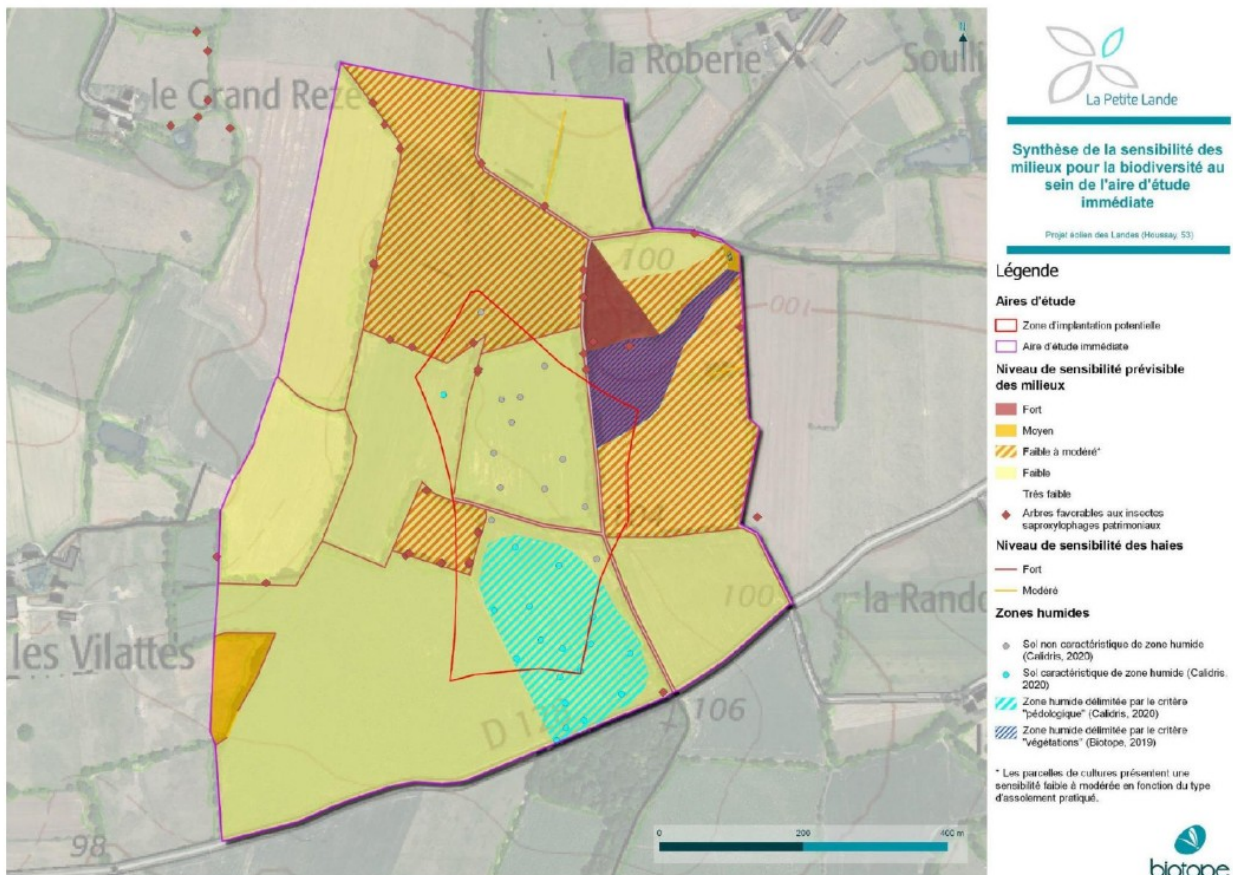 le Grand Rezé
la Roberie
Soulli
N
100
100
les Vilattes
100
la Rando
D 12
106
98
0
200
400 m
La Petite Lande
Synthèse de la sensibilité des
milieux pour la biodiversité au
sein de l'aire d'étude
immédiate
Projet éolien des Landes (Houssay, 53)
Légende
Aires d'étude
Zone d'implantation potentielle
Aire d'étude immédiate
Niveau de sensibilité prévisible
des milieux
Fort
Moyen
Faible à modéré*
Faible
Très faible
Arbres favorables aux insectes
saproxylophages patrimoniaux
Niveau de sensibilité des haies
Fort
Modéré
Zones humides
Sol non caractéristique de zone humide
(Calidris, 2020)
Sol caractéristique de zone humide (Calidris,
2020)
Zone humide délimitée par le critère
"pédologique" (Calidris, 2020)
Zone humide délimitée par le critère
"végétations" (Biotope, 2019)
* Les parcelles de cultures présentent une
sensibilité faible à modérée en fonction du type
d'assolement pratiqué.
biotope